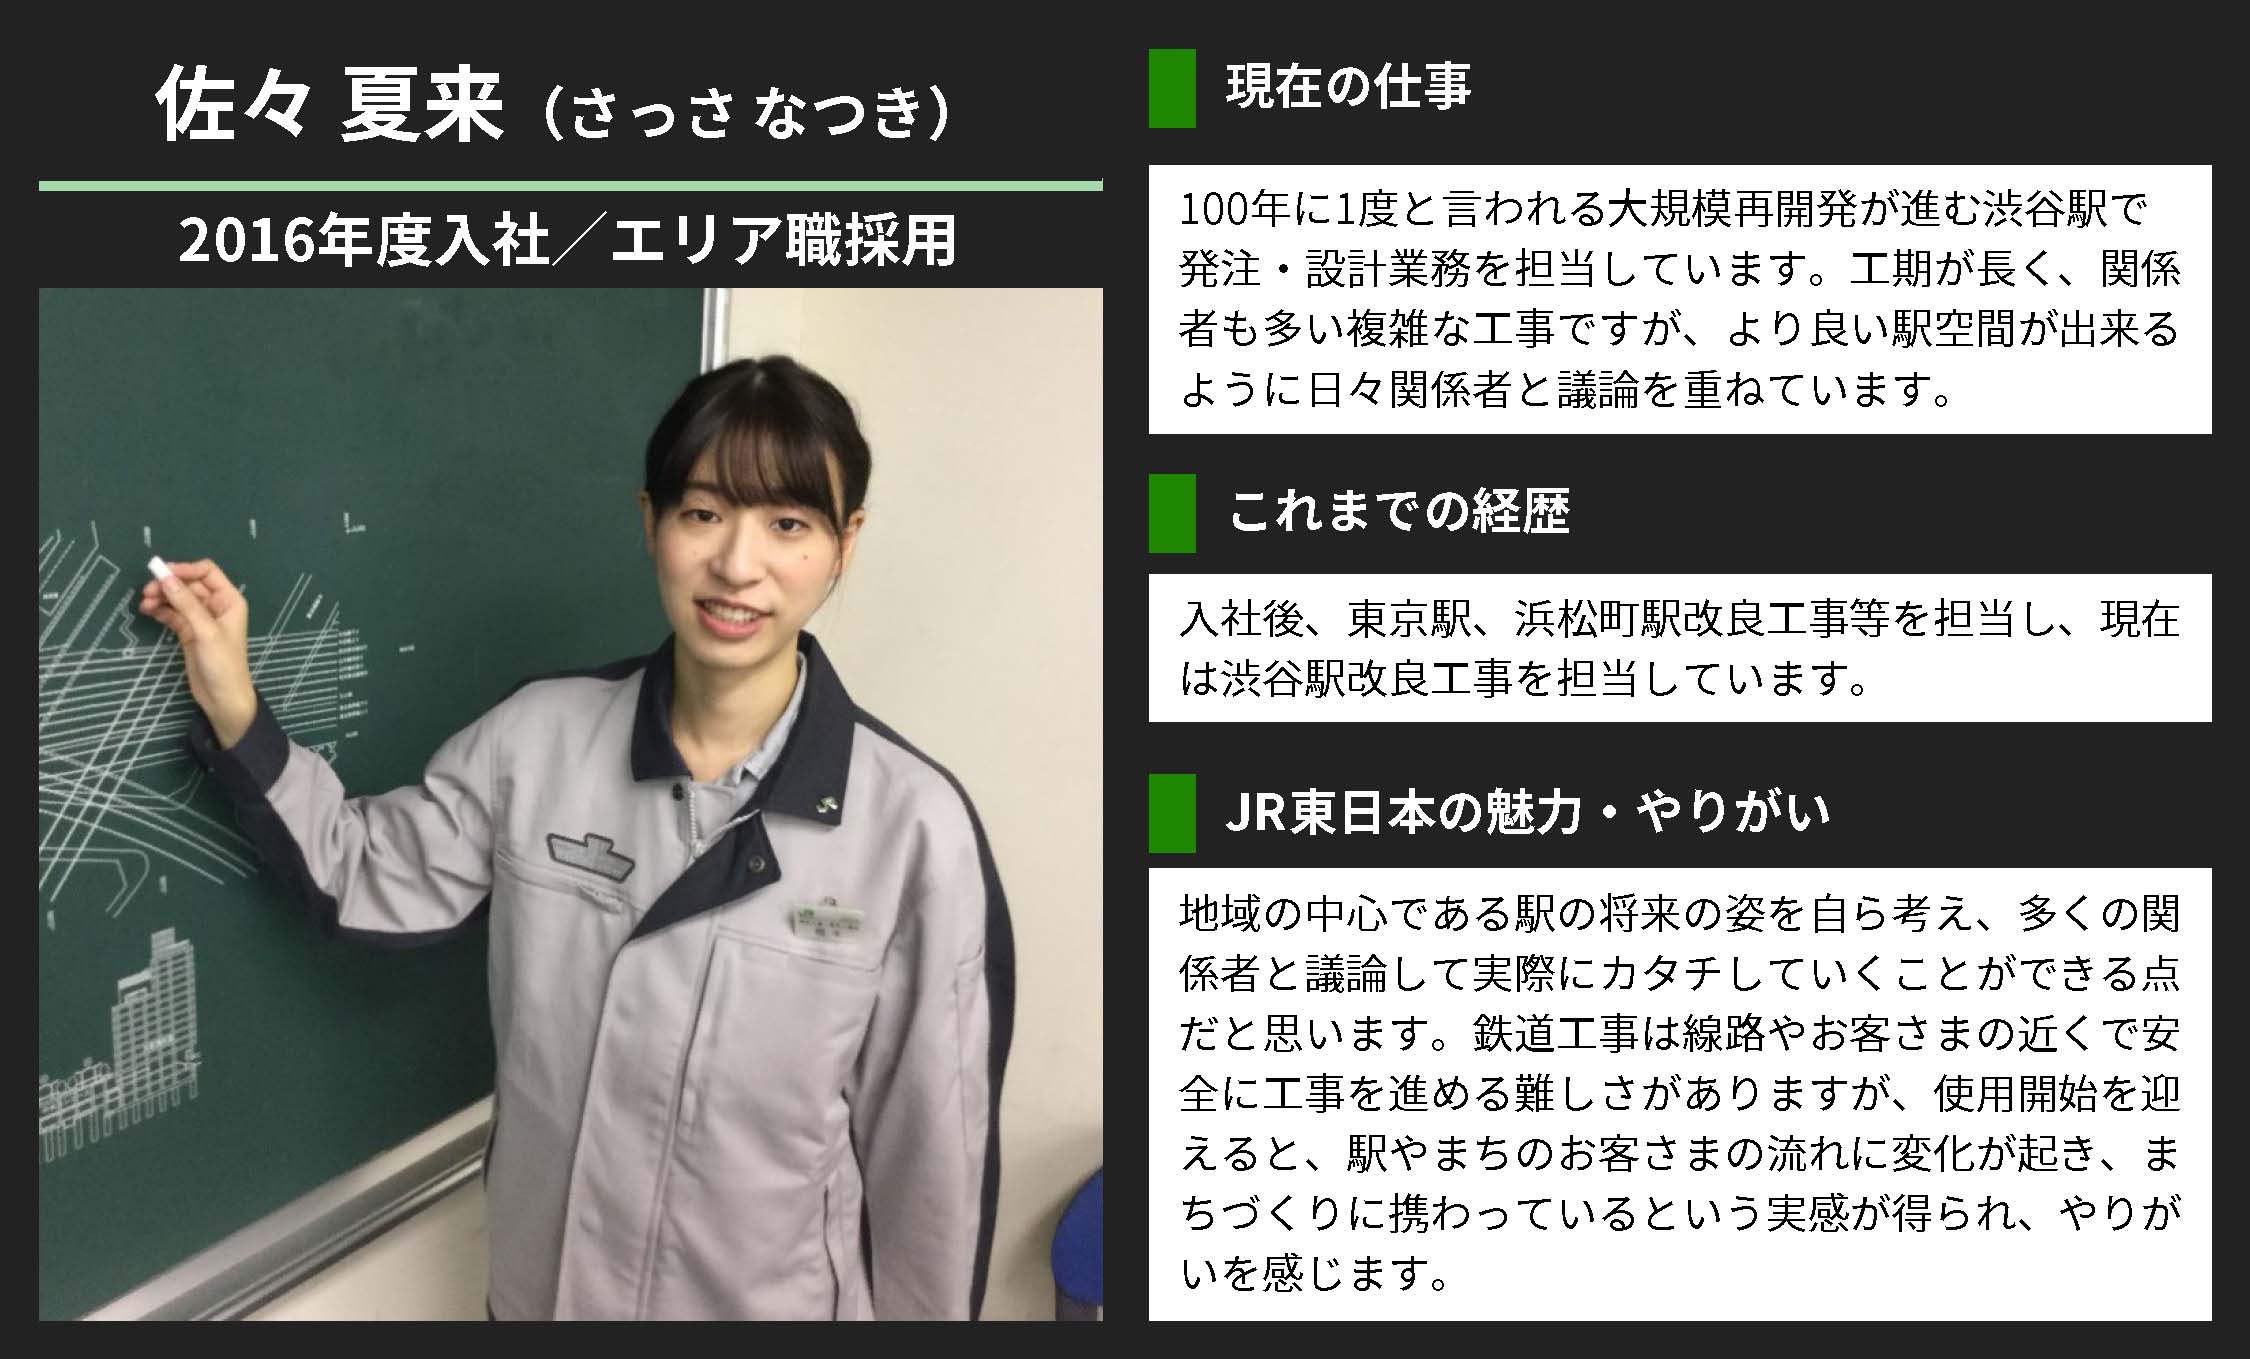 佐々 夏来（さっさ なつき）
2016年度入社／エリア職採用
現在の仕事
100年に1度と言われる大規模再開発が進む渋谷駅で
発注・設計業務を担当しています。工期が長く、関係
者も多い複雑な工事ですが、より良い駅空間が出来る
ように日々関係者と議論を重ねています。
これまでの経歴
入社後、東京駅、浜松町駅改良工事等を担当し、現在
は渋谷駅改良工事を担当しています。
JR東日本の魅力・やりがい
地域の中心である駅の将来の姿を自ら考え、多くの関
係者と議論して実際にカタチしていくことができる点
だと思います。鉄道工事は線路やお客さまの近くで安
全に工事を進める難しさがありますが、使用開始を迎
えると、駅やまちのお客さまの流れに変化が起き、ま
ちづくりに携わっているという実感が得られ、やりが
いを感じます。